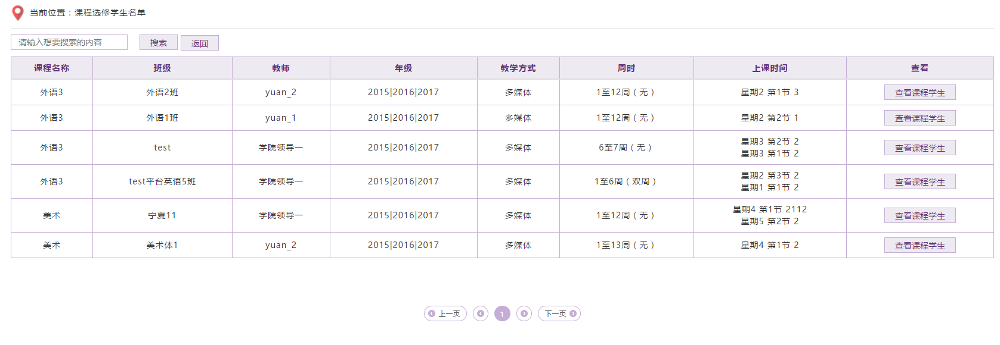 当前位置：课程选修学生名单
请输入想要搜索的内容 搜索 返回
课程名称 班级 教师 年级 教学方式 周时 上课时间 查看
外语3 外语2班 yuan_2 2015|2016|2017 多媒体 1至12周（无） 星期2 第1节 3 查看课程学生
外语3 外语1班 yuan_1 2015|2016|2017 多媒体 1至12周（无） 星期2 第2节 1 查看课程学生
外语3 test 学院领导一 2015|2016|2017 多媒体 6至7周（无） 星期3 第2节 2
星期3 第1节 2 查看课程学生
外语3 test平台英语5班 学院领导一 2015|2016|2017 多媒体 1至6周（双周） 星期2 第3节 2
星期1 第1节 2 查看课程学生
美术 宁夏11 学院领导一 2015|2016|2017 多媒体 1至12周（无） 星期4 第1节 2112
星期5 第2节 2 查看课程学生
美术 美术体1 yuan_2 2015|2016|2017 多媒体 1至13周（无） 星期4 第1节 2 查看课程学生
上一页 1 下一页